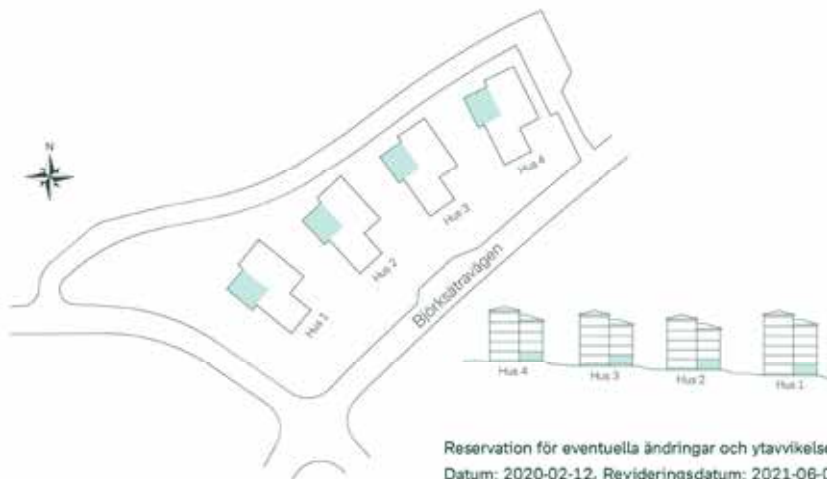 N
Hus 4
Hus 3
Hus 2
Hus 1
Björksätravägen
Hus 4
Hus 3
Hus 2
Hus 1
Reservation för eventuella ändringar och ytavvikelse
Datum: 2020-02-12. Revideringsdatum: 2021-06-0